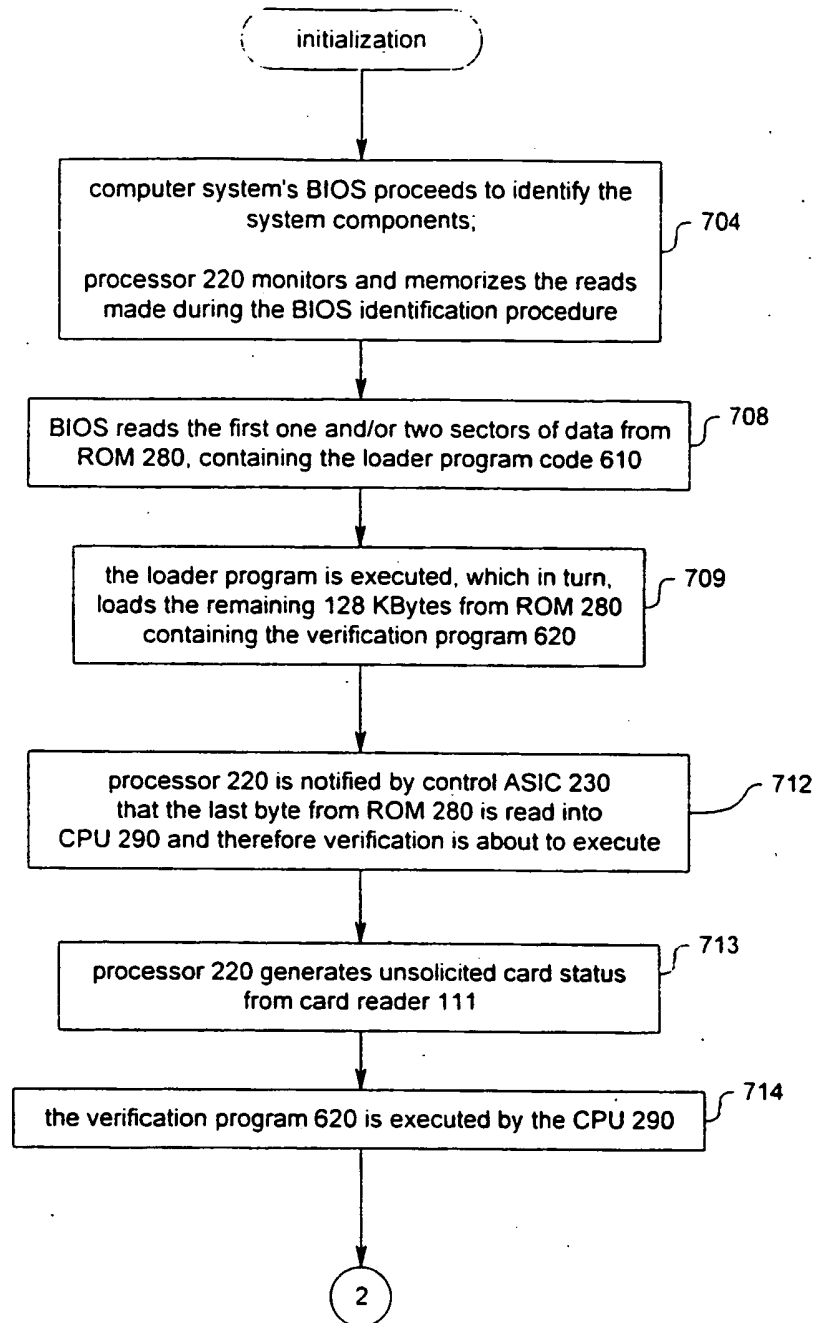 initialization
computer system's BIOS proceeds to identify the
system components;
processor 220 monitors and memorizes the reads
made during the BIOS identification procedure
704
BIOS reads the first one and/or two sectors of data from
ROM 280, containing the loader program code 610
708
the loader program is executed, which in turn,
loads the remaining 128 KBytes from ROM 280
containing the verification program 620
709
processor 220 is notified by control ASIC 230
that the last byte from ROM 280 is read into
CPU 290 and therefore verification is about to execute
712
processor 220 generates unsolicited card status
from card reader 111
713
the verification program 620 is executed by the CPU 290
714
2